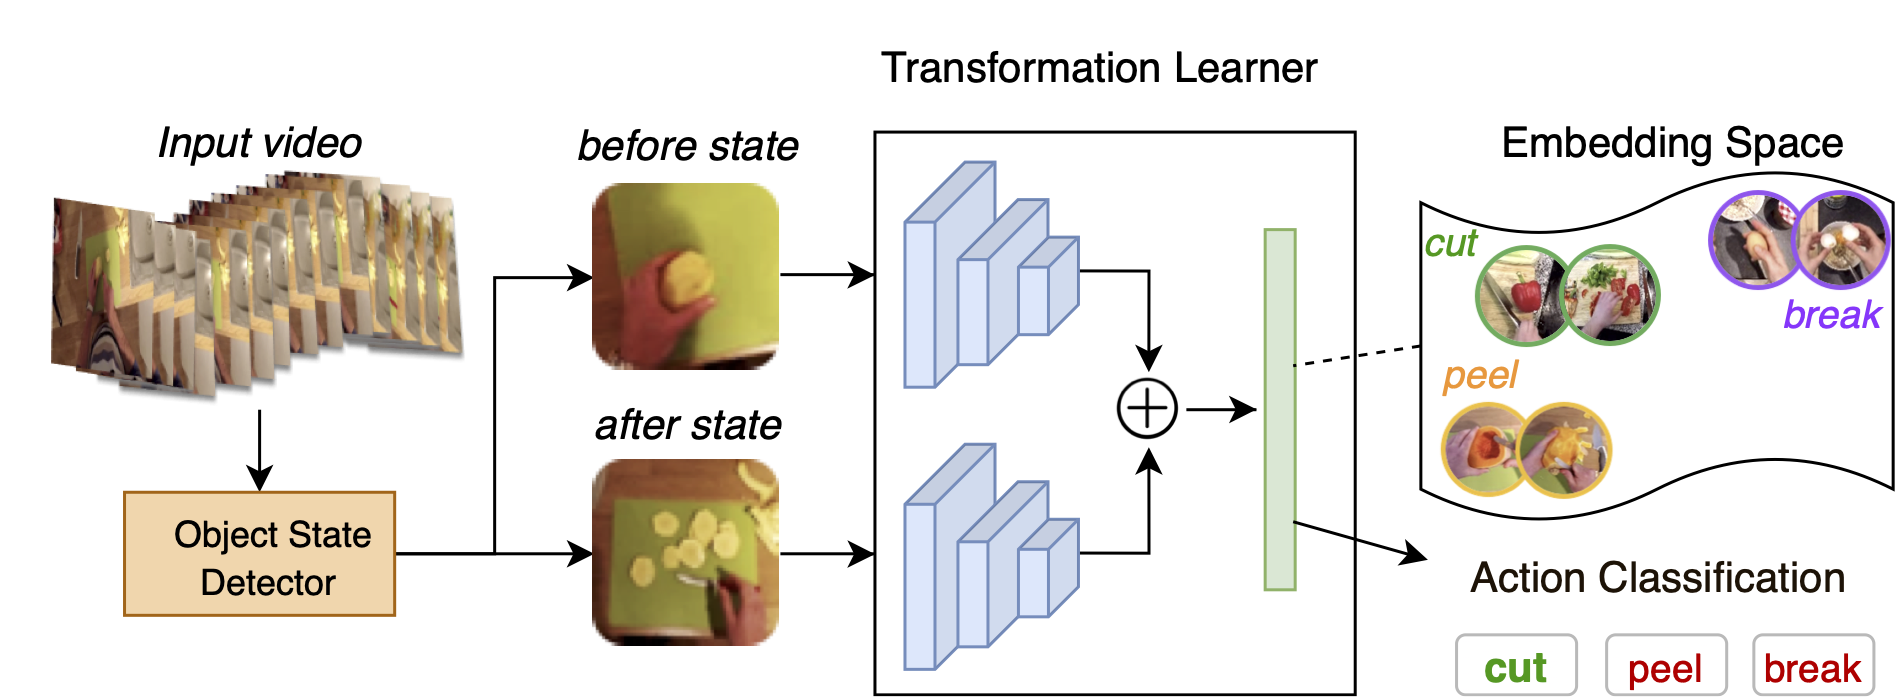 Transformation Learner
Input video
before state
Embedding Space
cut
break
peel
after state
Object State
Detector
Action Classification
cut
peel
break